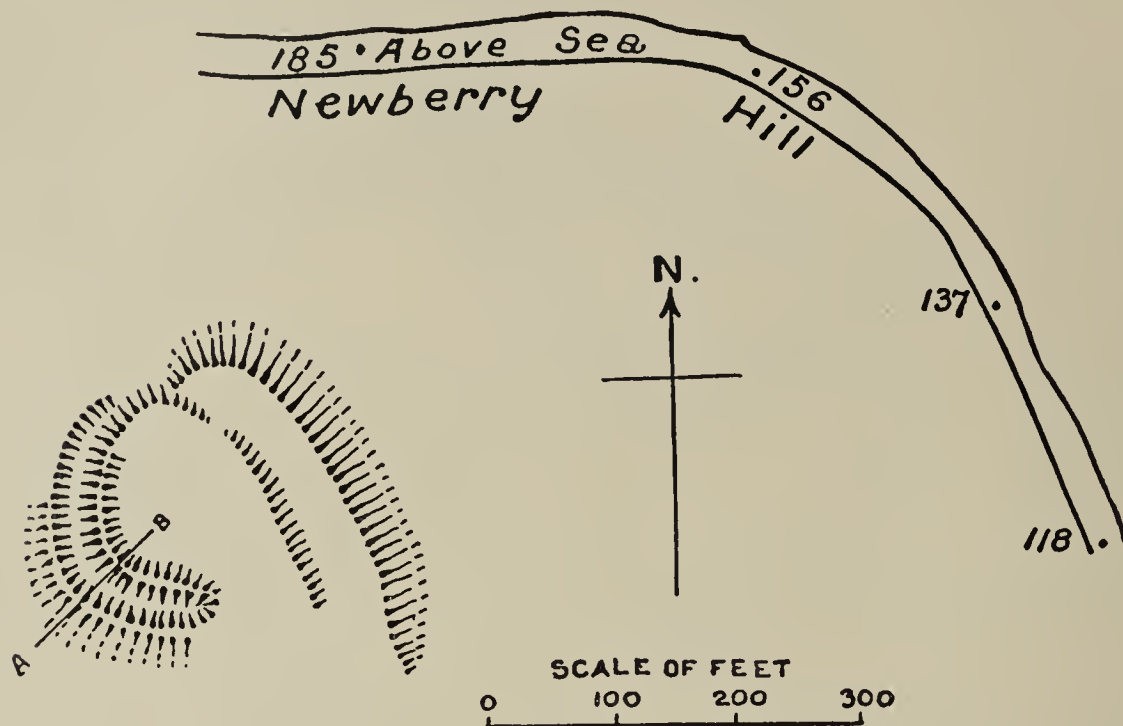 185 • Above Sea
Newberry
156
Hill
N.
137
118
B
A
SCALE OF FEET
0 100 200 300